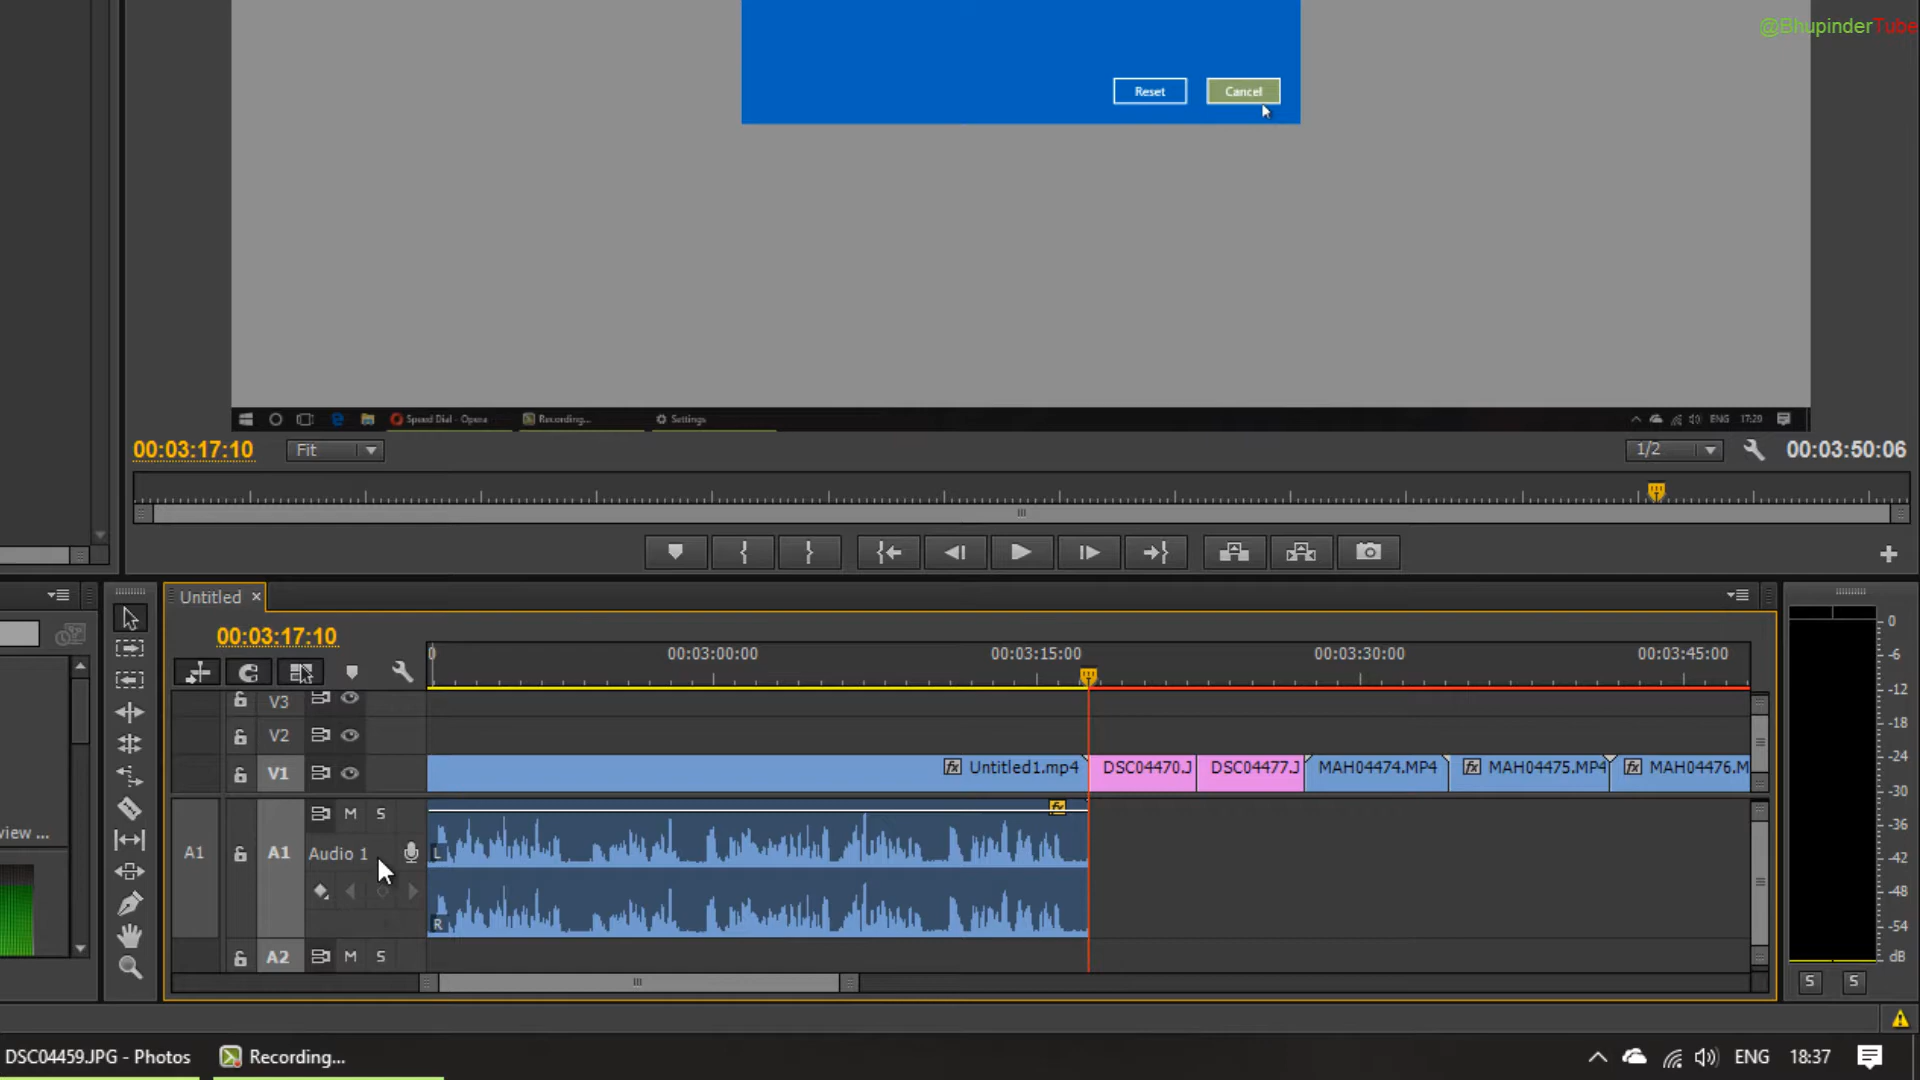 @BhupinderTube
Reset
Cancel
Speed Dial - Opera
Recording...
Settings
ENG
17:29
00:03:17:10
Fit
1/2
00:03:50:06
Untitled
00:03:17:10
0
00:03:00:00
00:03:15:00
00:03:30:00
00:03:45:00
V3
V2
V1
Untitled1.mp4
DSC04470.J
DSC04477.J
MAH04474.MP4
MAH04475.MP4
MAH04476.M
view ...
M
S
A1
A1
Audio 1
L
R
A2
M
S
0
-6
-12
-18
-24
-30
-36
-42
-48
-54
dB
S
S
DSC04459.JPG - Photos
Recording...
ENG
18:37